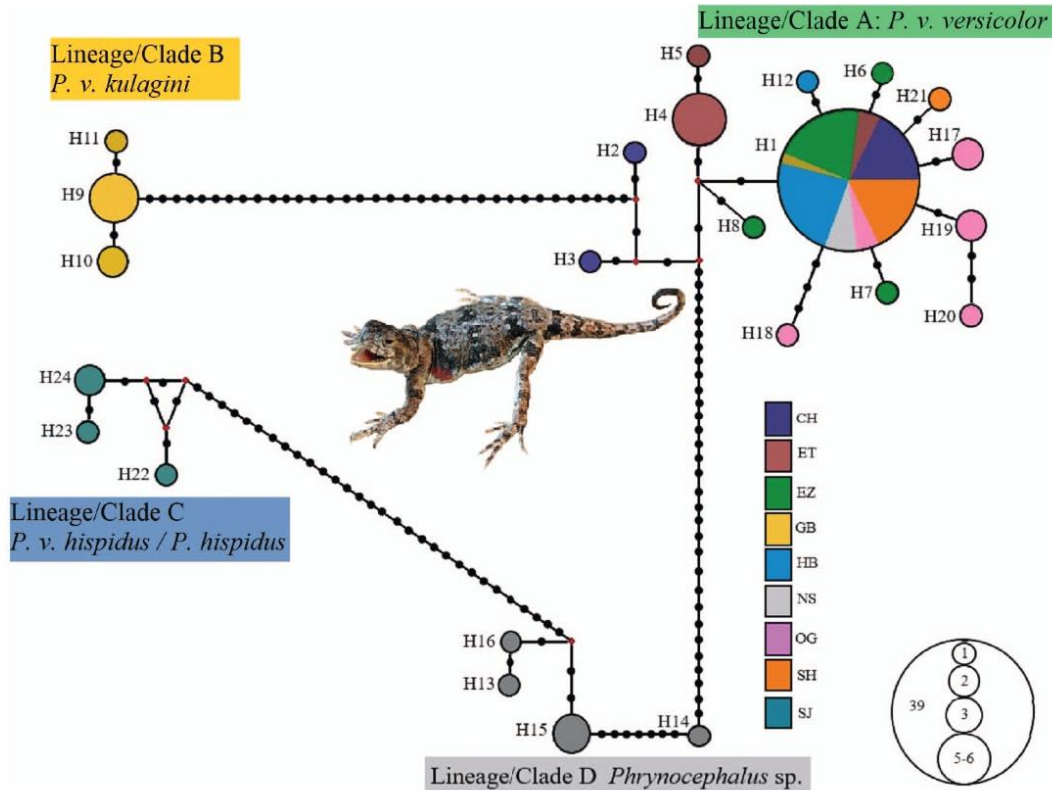 Lineage/Clade A: P. v. versicolor
Lineage/Clade B
P. v. kulagini
H5
H4
H12
H6
H21
H17
H1
H11
H9
H10
H2
H3
H8
H19
H7
H18
H20
H24
H23
H22
Lineage/Clade C
P. v. hispidus / P. hispidus
CH
ET
EZ
GB
HB
NS
OG
SH
SJ
H16
H13
H15
H14
Lineage/Clade D Phrynocephalus sp.
1
2
39
3
5-6